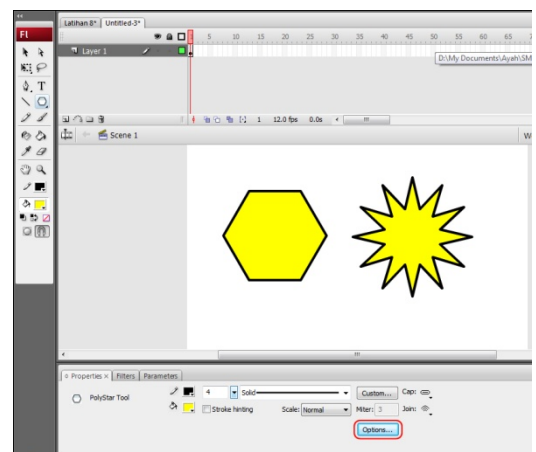 Latihan 8* Untitled-3*
Fl
5 10 15 20 25 30 35 40 45 50 55 60 65
Layer 1
D:\My Documents\Ayah\SM
T
1 12.0 fps 0.0s
Scene 1
W
Properties × Filters Parameters
PolyStar Tool
4 Solid Custom... Cap:
Stroke hinting Scale: Normal Miter: 3 Join:
Options...